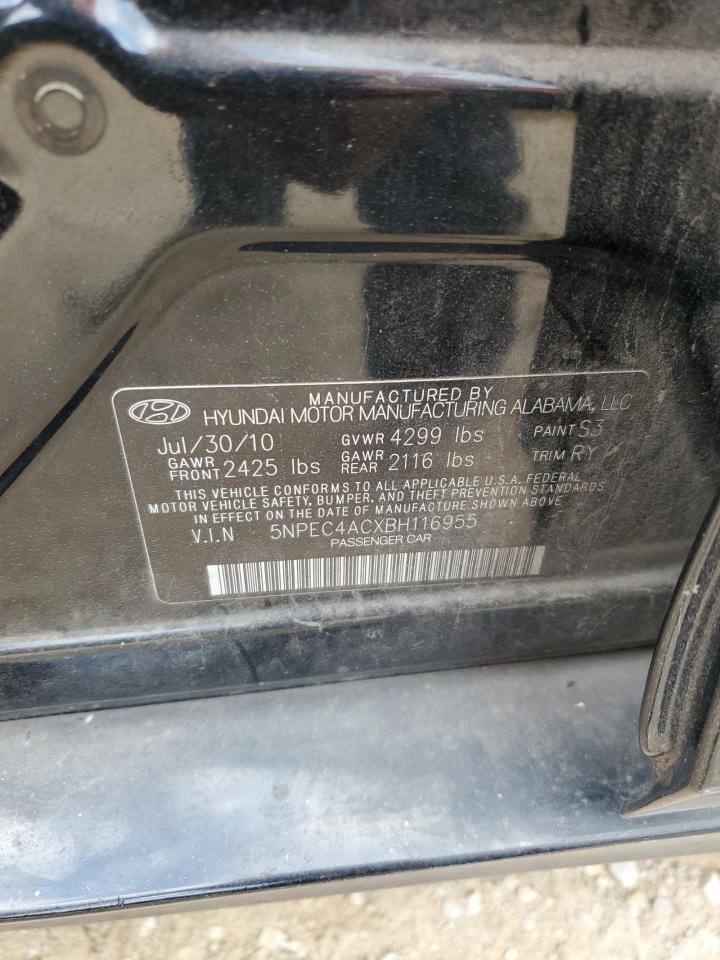 MANUFACTURED BY
HYUNDAI MOTOR MANUFACTURING ALABAMA, LLC
Jul/30/10 GVWR 4299 lbs PAINT S3
GAWR FRONT 2425 lbs GAWR REAR 2116 lbs TRIM RY
THIS VEHICLE CONFORMS TO ALL APPLICABLE U.S.A. FEDERAL
MOTOR VEHICLE SAFETY, BUMPER, AND THEFT PREVENTION STANDARDS
IN EFFECT ON THE DATE OF MANUFACTURE SHOWN ABOVE.
V.I.N 5NPEC4ACXBH116955
PASSENGER CAR